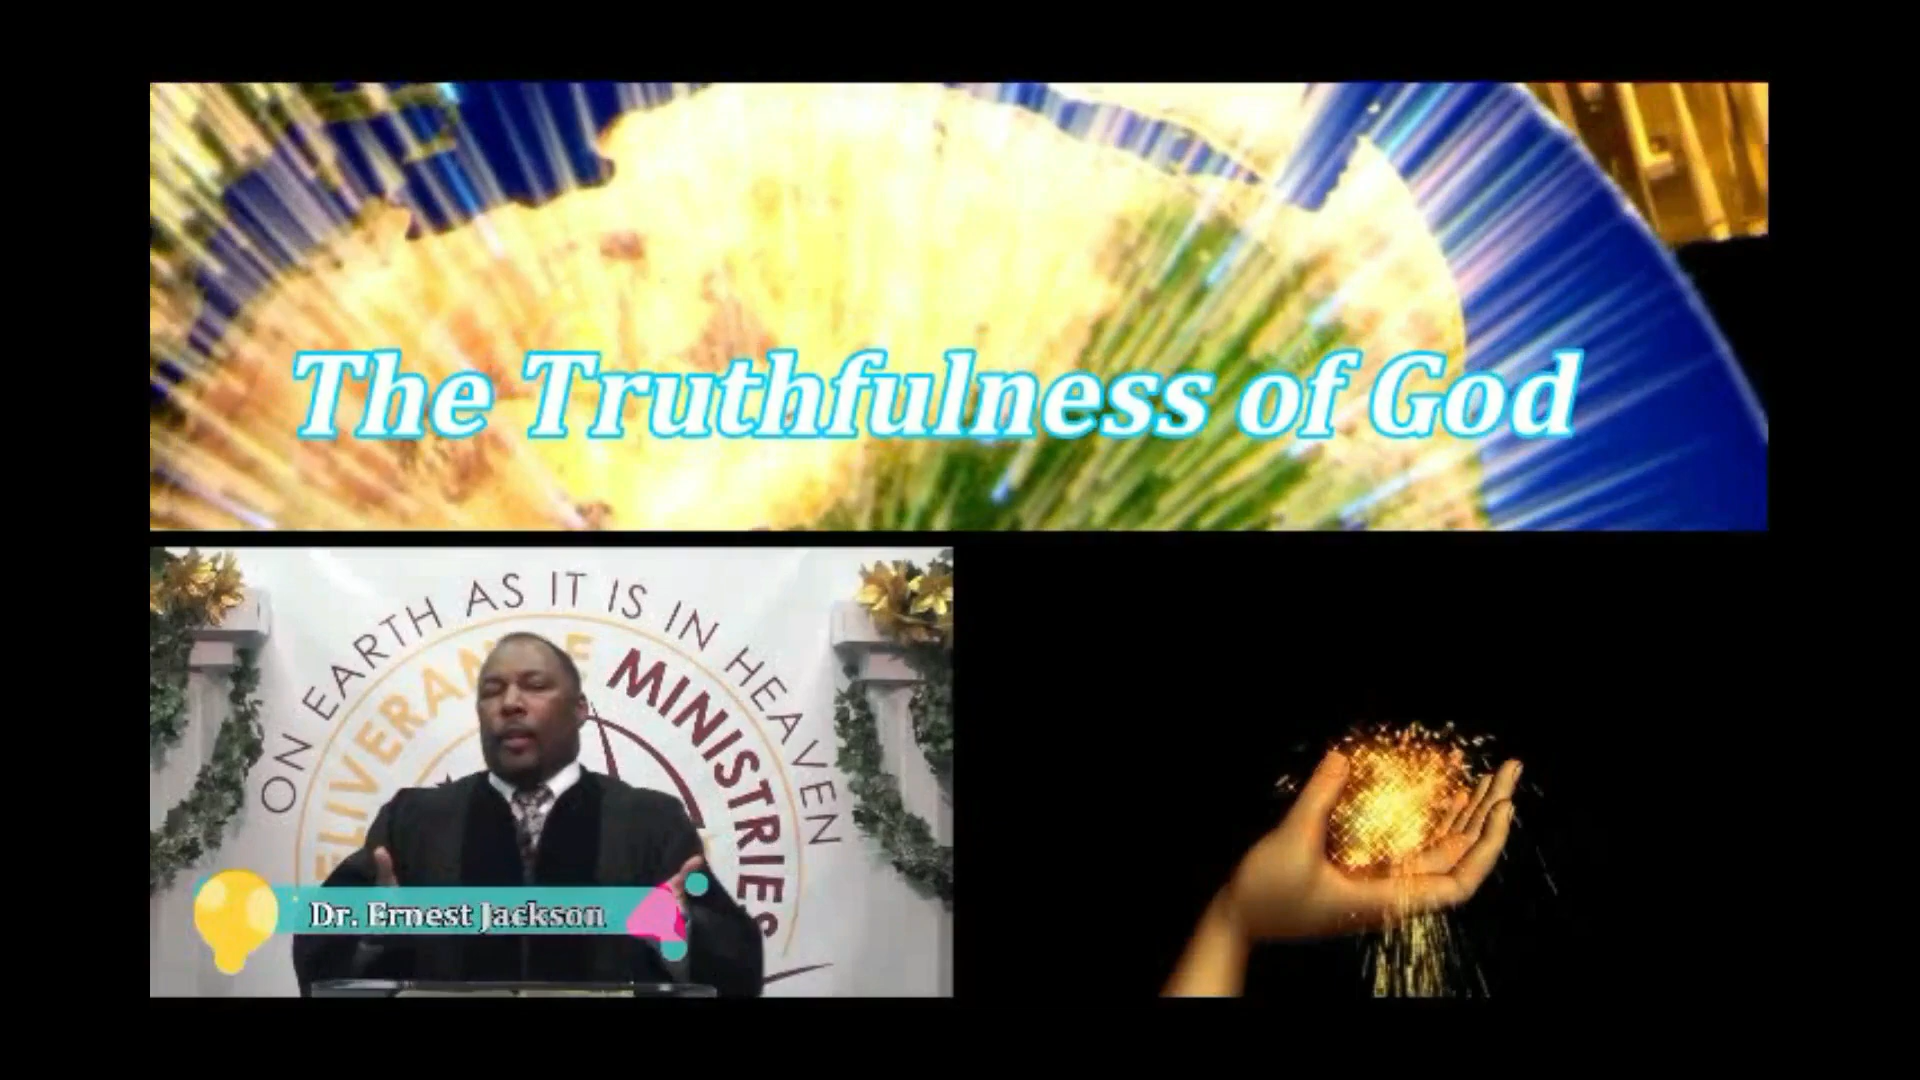 The Truthfulness of God
ON EARTH AS IT IS IN HEAVEN
MINISTRIES
Dr. Ernest Jackson